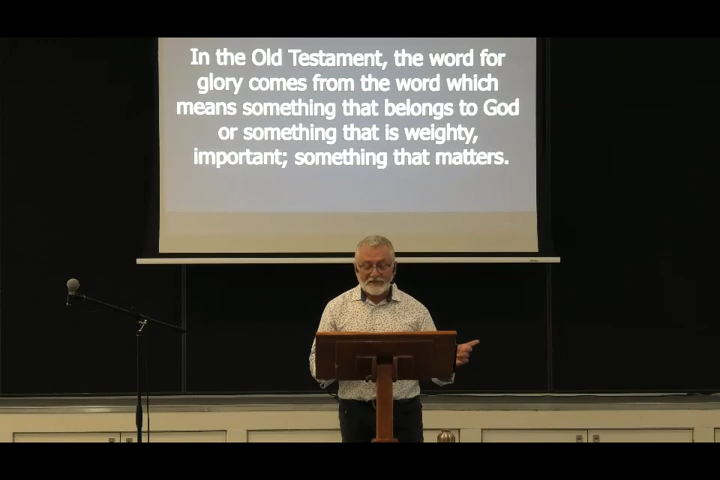 In the Old Testament, the word for
glory comes from the word which
means something that belongs to God
or something that is weighty,
important; something that matters.